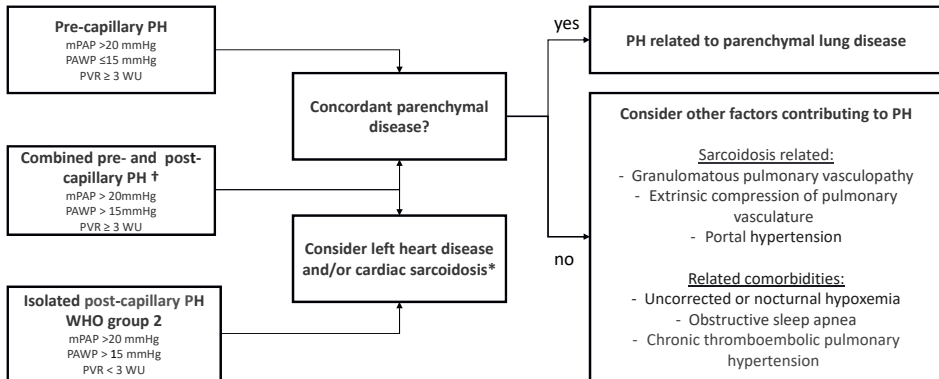 Pre-capillary PH
mPAP >20 mmHg
PAWP ≤15 mmHg
PVR ≥ 3 WU
Combined pre- and post-
capillary PH †
mPAP > 20mmHg
PAWP > 15mmHg
PVR ≥ 3 WU
Isolated post-capillary PH
WHO group 2
mPAP >20 mmHg
PAWP > 15 mmHg
PVR < 3 WU
Concordant parenchymal
disease?
Consider left heart disease
and/or cardiac sarcoidosis*
yes
no
PH related to parenchymal lung disease
Consider other factors contributing to PH
Sarcoidosis related:
- Granulomatous pulmonary vasculopathy
- Extrinsic compression of pulmonary
vasculature
- Portal hypertension
Related comorbidities:
- Uncorrected or nocturnal hypoxemia
- Obstructive sleep apnea
- Chronic thromboembolic pulmonary
hypertension